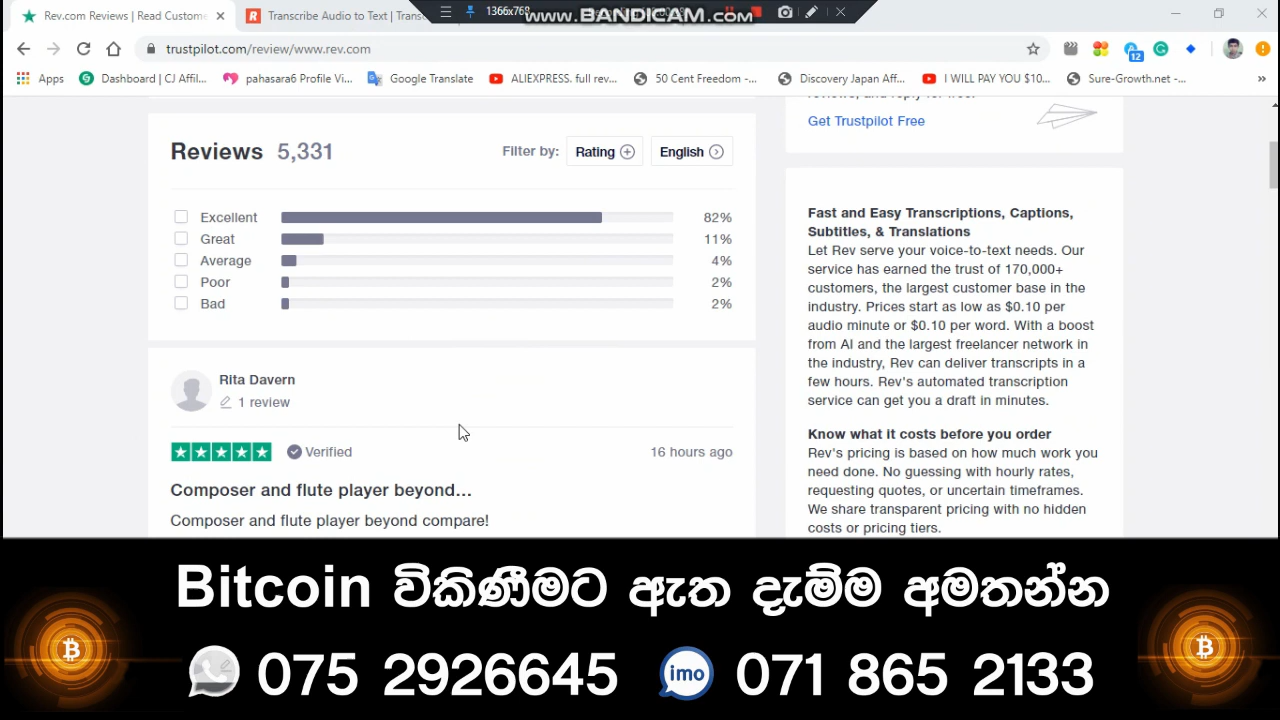 Rev.com Reviews | Read Custome
Transcribe Audio to Text | Trans
1366x768
www.BANDICAM.com
trustpilot.com/review/www.rev.com
12
Apps
Dashboard | CJ Affil...
pahasara6 Profile Vi...
Google Translate
ALIEXPRESS. full rev...
50 Cent Freedom -...
Discovery Japan Aff...
I WILL PAY YOU $10...
Sure-Growth.net -...
»
Reviews 5,331
Filter by:
Rating
English
Excellent 82%
Great 11%
Average 4%
Poor 2%
Bad 2%
Rita Davern
1 review
Verified
16 hours ago
Composer and flute player beyond…
Composer and flute player beyond compare!
Get Trustpilot Free
Fast and Easy Transcriptions, Captions,
Subtitles, & Translations
Let Rev serve your voice-to-text needs. Our
service has earned the trust of 170,000+
customers, the largest customer base in the
industry. Prices start as low as $0.10 per
audio minute or $0.10 per word. With a boost
from AI and the largest freelancer network in
the industry, Rev can deliver transcripts in a
few hours. Rev's automated transcription
service can get you a draft in minutes.
Know what it costs before you order
Rev's pricing is based on how much work you
need done. No guessing with hourly rates,
requesting quotes, or uncertain timeframes.
We share transparent pricing with no hidden
costs or pricing tiers.
Bitcoin විකිණීමට ඇත දැම්ම අමතන්න
075 2926645
imo
071 865 2133